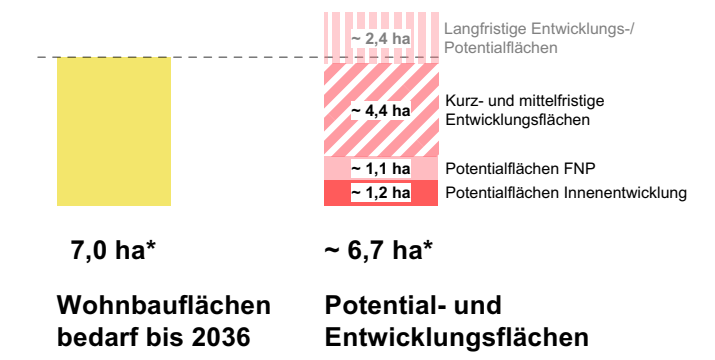 ~ 2,4 ha
Langfristige Entwicklungs-/
Potentialflächen
~ 4,4 ha
Kurz- und mittelfristige
Entwicklungsflächen
~ 1,1 ha
Potentialflächen FNP
~ 1,2 ha
Potentialflächen Innenentwicklung
7,0 ha*
~ 6,7 ha*
Wohnbauflächen
bedarf bis 2036
Potential- und
Entwicklungsflächen